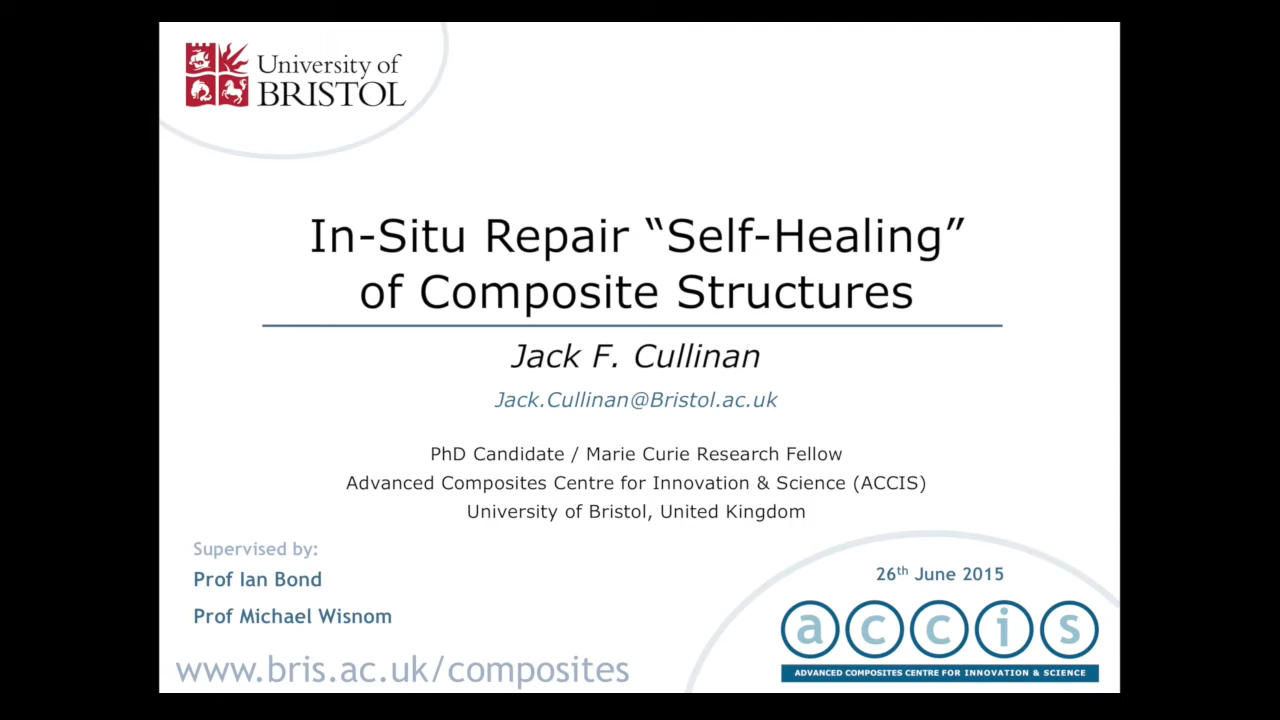 University of
BRISTOL
In-Situ Repair “Self-Healing”
of Composite Structures
Jack F. Cullinan
Jack.Cullinan@Bristol.ac.uk
PhD Candidate / Marie Curie Research Fellow
Advanced Composites Centre for Innovation & Science (ACCIS)
University of Bristol, United Kingdom
Supervised by:
Prof Ian Bond
Prof Michael Wisnom
www.bris.ac.uk/composites
26th June 2015
accis
ADVANCED COMPOSITES CENTRE FOR INNOVATION & SCIENCE